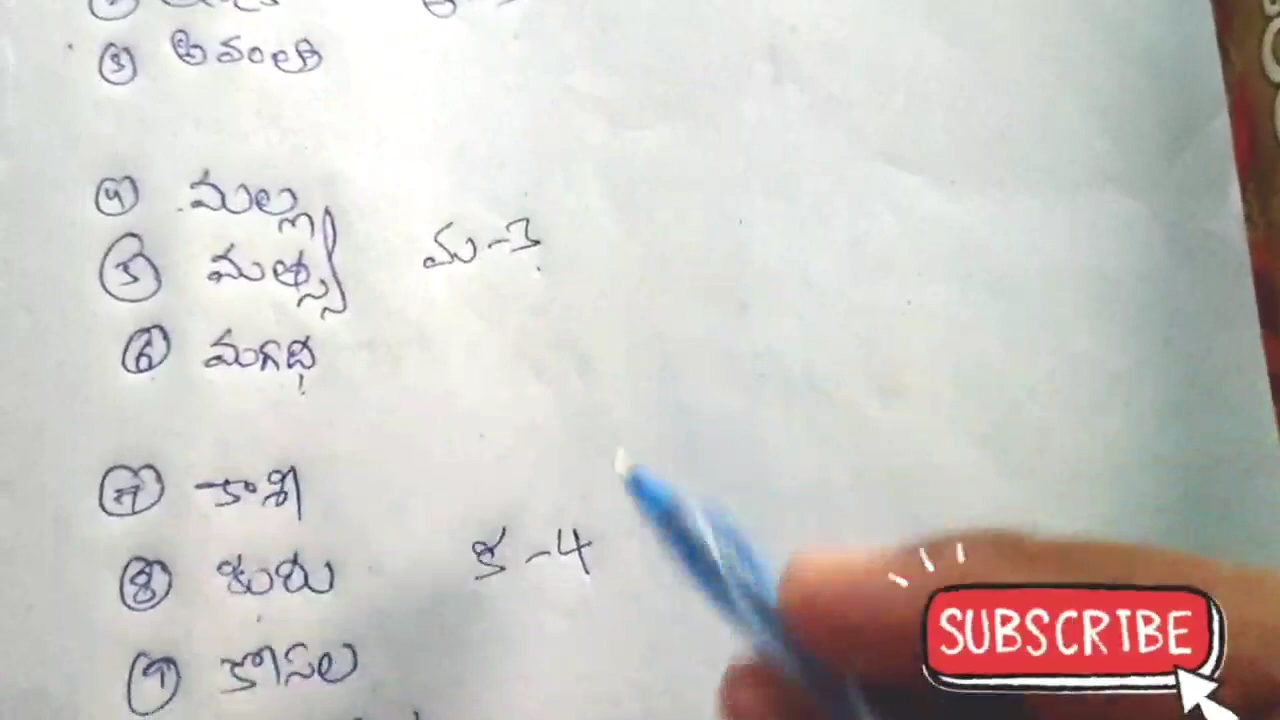 ③ అవంతి
④ మల్ల
⑤ మత్స్య మ-3
⑥ మగధ
⑦ కాశి
⑧ కురు క-4
⑨ కోసల
SUBSCRIBE